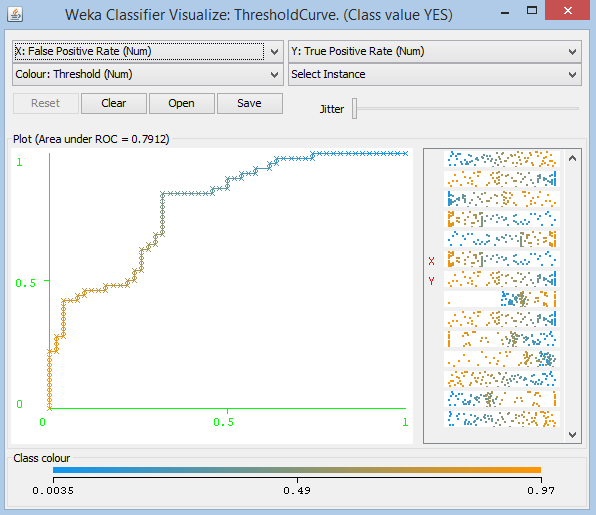 Weka Classifier Visualize: ThresholdCurve. (Class value YES)
X: False Positive Rate (Num) Y: True Positive Rate (Num)
Colour: Threshold (Num) Select Instance
Reset Clear Open Save Jitter
Plot (Area under ROC = 0.7912)
1
X
Y
0.5
0
0 0.5 1
Class colour
0.0035 0.49 0.97